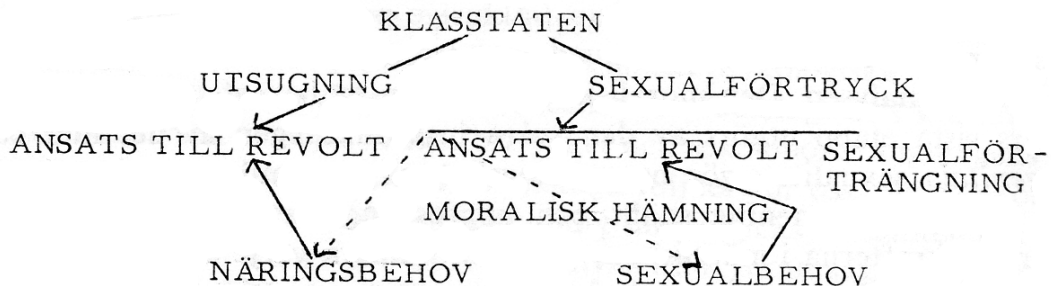 KLASSTATEN
UTSUGNING SEXUALFÖRTRYCK
ANSATS TILL REVOLT ANSATS TILL REVOLT SEXUALFÖR-
TRÄNGNING
MORALISK HÄMNING
NÄRINGSBEHOV SEXUALBEHOV